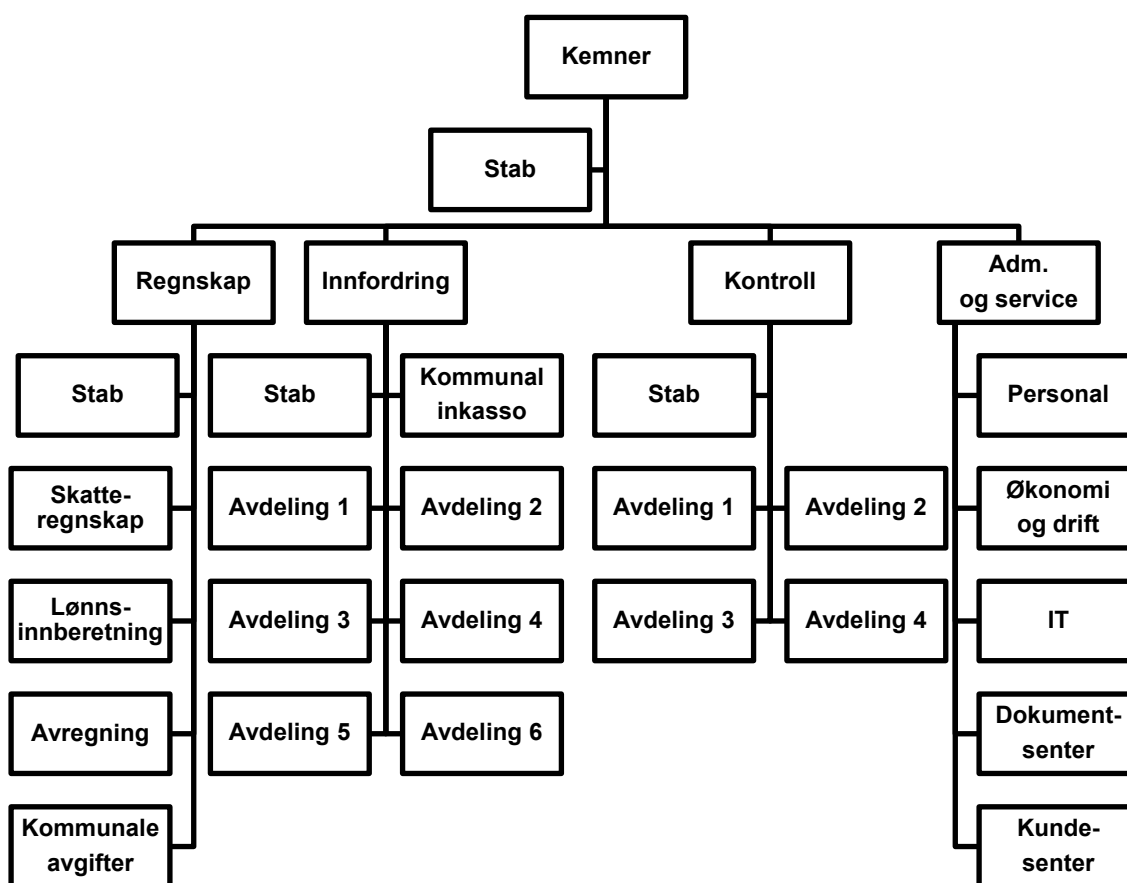 Kemner
Stab
Regnskap
Innfordring
Kontroll
Adm.
og service
Stab
Stab
Kommunal
inkasso
Stab
Personal
Skatte-
regnskap
Avdeling 1
Avdeling 2
Avdeling 1
Avdeling 2
Økonomi
og drift
Lønns-
innberetning
Avdeling 3
Avdeling 4
Avdeling 3
Avdeling 4
IT
Avregning
Avdeling 5
Avdeling 6
Dokument-
senter
Kommunale
avgifter
Kunde-
senter